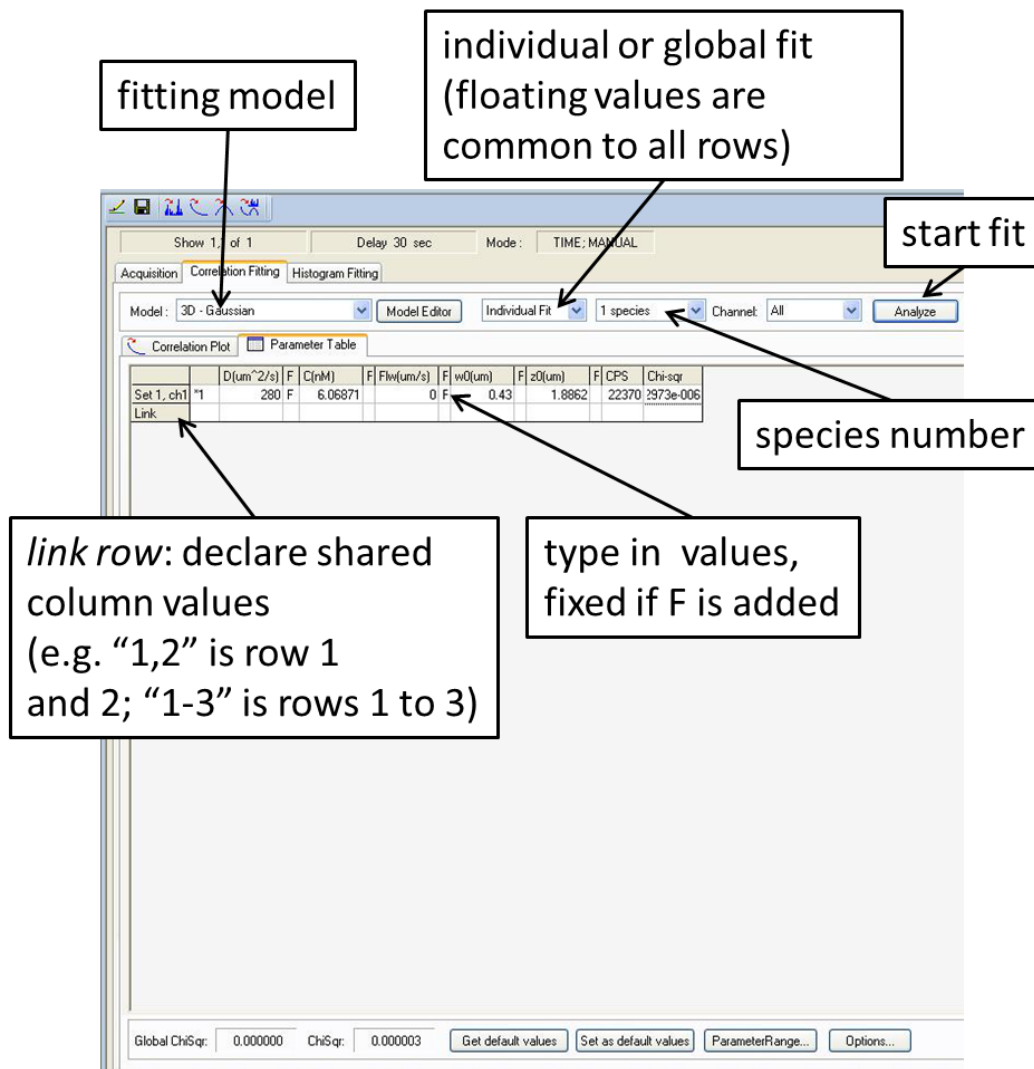 individual or global fit
(floating values are
common to all rows)
fitting model
start fit
Show 1,1 of 1 Delay 30 sec Mode : TIME; MANUAL
Acquisition Correlation Fitting Histogram Fitting
Model : 3D - Gaussian Model Editor Individual Fit 1 species Channel: All Analyze
Correlation Plot Parameter Table
D(um^2/s) F C(nM) F Flw(um/s) F w0(um) F z0(um) F CPS Chi-sqr
Set 1, ch1 *1 280 F 6.06871 0 F 0.43 1.8862 22370 2973e-006
Link
species number
link row: declare shared
column values
(e.g. “1,2” is row 1
and 2; “1-3” is rows 1 to 3)
type in values,
fixed if F is added
Global ChiSqr: 0.000000 ChiSqr: 0.000003 Get default values Set as default values ParameterRange... Options...